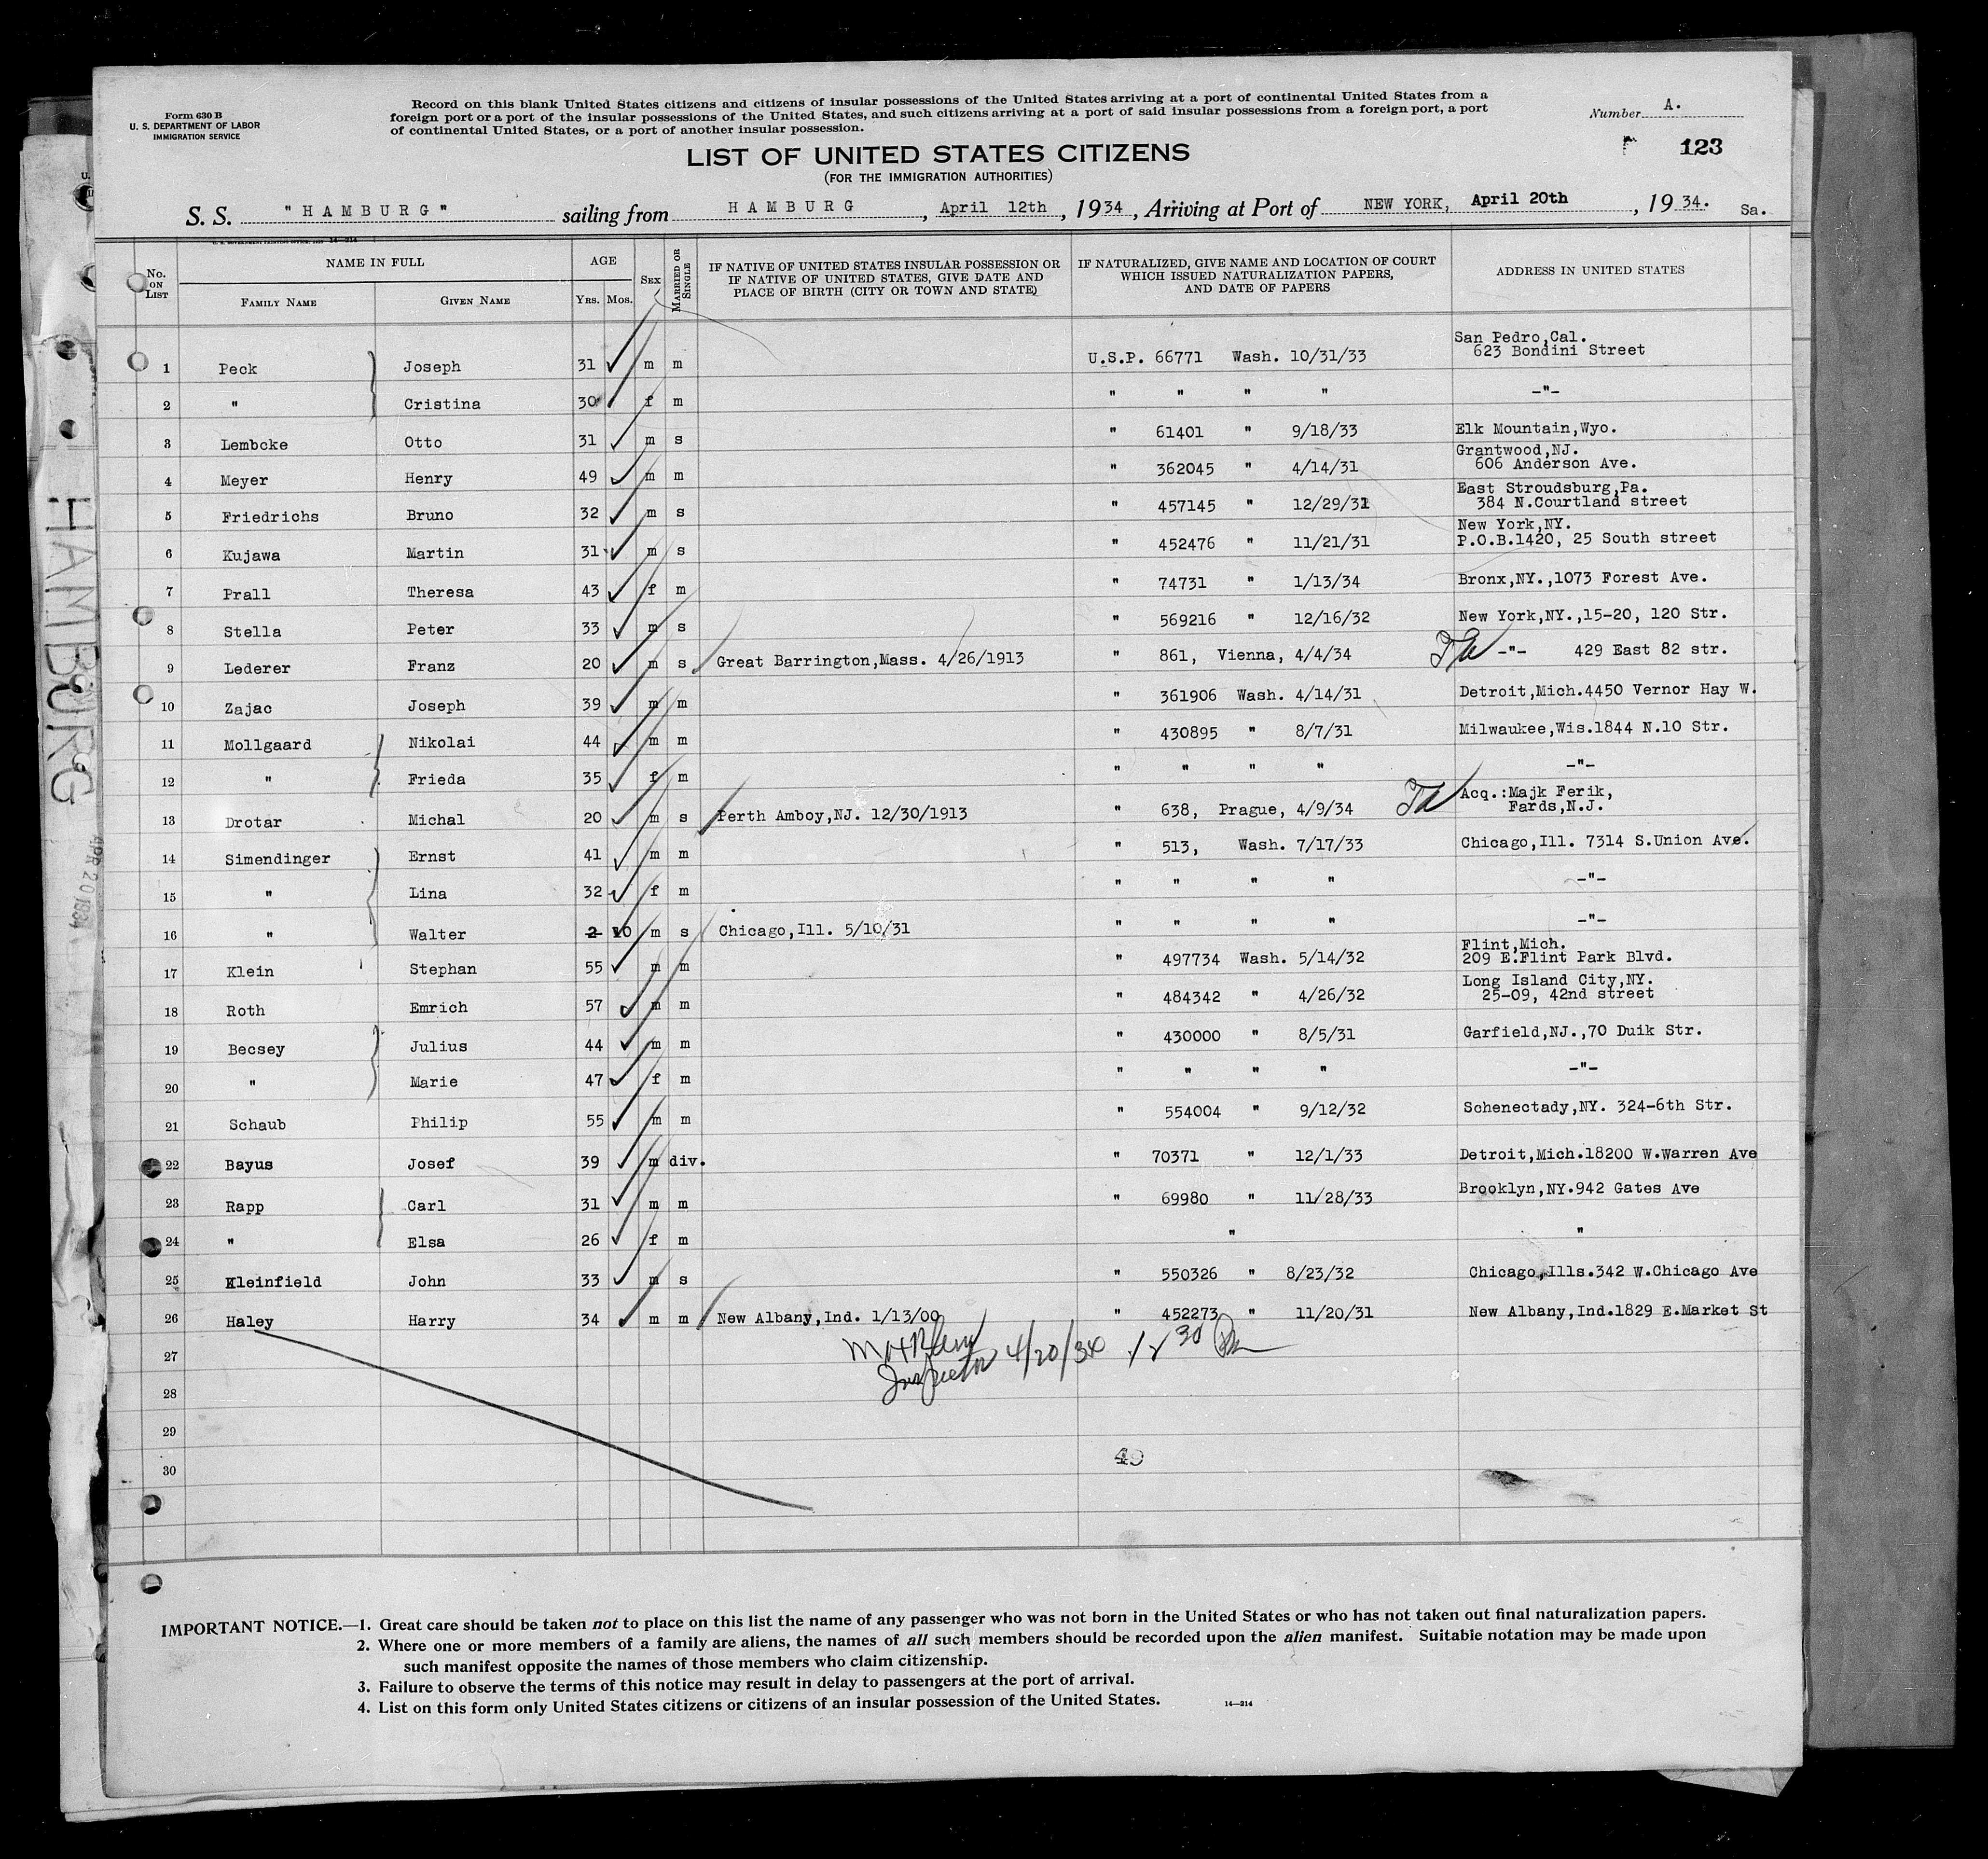 Form 630 B
U. S. DEPARTMENT OF LABOR
IMMIGRATION SERVICE
Record on this blank United States citizens and citizens of insular possessions of the United States arriving at a port of continental United States from a
foreign port or a port of the insular possessions of the United States, and such citizens arriving at a port of said insular possessions from a foreign port, a port
of continental United States, or a port of another insular possession.
Number A.
123
LIST OF UNITED STATES CITIZENS
(FOR THE IMMIGRATION AUTHORITIES)
S. S. "HAMBURG" sailing from HAMBURG, April 12th, 1934, Arriving at Port of NEW YORK, April 20th, 1934. Sa.
No. ON LIST
NAME IN FULL
FAMILY NAME GIVEN NAME
AGE
YRS. MOS.
SEX
MARRIED OR SINGLE
IF NATIVE OF UNITED STATES INSULAR POSSESSION OR
IF NATIVE OF UNITED STATES, GIVE DATE AND
PLACE OF BIRTH (CITY OR TOWN AND STATE)
IF NATURALIZED, GIVE NAME AND LOCATION OF COURT
WHICH ISSUED NATURALIZATION PAPERS,
AND DATE OF PAPERS
ADDRESS IN UNITED STATES
1 Peck Joseph 31 m m U.S.P. 66771 Wash. 10/31/33 San Pedro,Cal.
623 Bondini Street
2 " Cristina 30 f m " " " " -"-
3 Lembcke Otto 31 m s " 61401 " 9/18/33 Elk Mountain,Wyo.
4 Meyer Henry 49 m m " 362045 " 4/14/31 Grantwood,NJ.
606 Anderson Ave.
5 Friedrichs Bruno 32 m s " 457145 " 12/29/31 East Stroudsburg,Pa.
384 N.Courtland street
6 Kujawa Martin 31 m s " 452476 " 11/21/31 New York,NY.
P.O.B.1420, 25 South street
7 Prall Theresa 43 f m " 74731 " 1/13/34 Bronx,NY.,1073 Forest Ave.
8 Stella Peter 33 m s " 569216 " 12/16/32 New York,NY.,15-20, 120 Str.
9 Lederer Franz 20 m s Great Barrington,Mass. 4/26/1913 " 861, Vienna, 4/4/34 -"- 429 East 82 str.
10 Zajac Joseph 39 m m " 361906 Wash. 4/14/31 Detroit,Mich.4450 Vernor Hay W.
11 Mollgaard Nikolai 44 m m " 430895 " 8/7/31 Milwaukee,Wis.1844 N.10 Str.
12 " Frieda 35 f m " " " " -"-
13 Drotar Michal 20 m s Perth Amboy,NJ. 12/30/1913 " 638, Prague, 4/9/34 Acq.:Majk Ferik,
Fards,N.J.
14 Simendinger Ernst 41 m m " 513, Wash. 7/17/33 Chicago,Ill. 7314 S.Union Ave.
15 " Lina 32 f m " " " " -"-
16 " Walter 2 10 m s Chicago,Ill. 5/10/31 " " " " -"-
17 Klein Stephan 55 m m " 497734 Wash. 5/14/32 Flint,Mich.
209 E.Flint Park Blvd.
18 Roth Emrich 57 m m " 484342 " 4/26/32 Long Island City,NY.
25-09, 42nd street
19 Becsey Julius 44 m m " 430000 " 8/5/31 Garfield,NJ.,70 Duik Str.
20 " Marie 47 f m " " " " -"-
21 Schaub Philip 55 m m " 554004 " 9/12/32 Schenectady,NY. 324-6th Str.
22 Bayus Josef 39 m div. " 70371 " 12/1/33 Detroit,Mich.18200 W.Warren Ave
23 Rapp Carl 31 m m " 69980 " 11/28/33 Brooklyn,NY.942 Gates Ave
24 " Elsa 26 f m " "
25 Kleinfield John 33 m s " 550326 " 8/23/32 Chicago,Ills.342 W.Chicago Ave
26 Haley Harry 34 m m New Albany,Ind. 1/13/00 " 452273 " 11/20/31 New Albany,Ind.1829 E.Market St
27
Inspector 4/20/34
28
29
30
IMPORTANT NOTICE.—1. Great care should be taken not to place on this list the name of any passenger who was not born in the United States or who has not taken out final naturalization papers.
2. Where one or more members of a family are aliens, the names of all such members should be recorded upon the alien manifest. Suitable notation may be made upon
such manifest opposite the names of those members who claim citizenship.
3. Failure to observe the terms of this notice may result in delay to passengers at the port of arrival.
4. List on this form only United States citizens or citizens of an insular possession of the United States.
14—214
HAMBURG
APR 20 1934